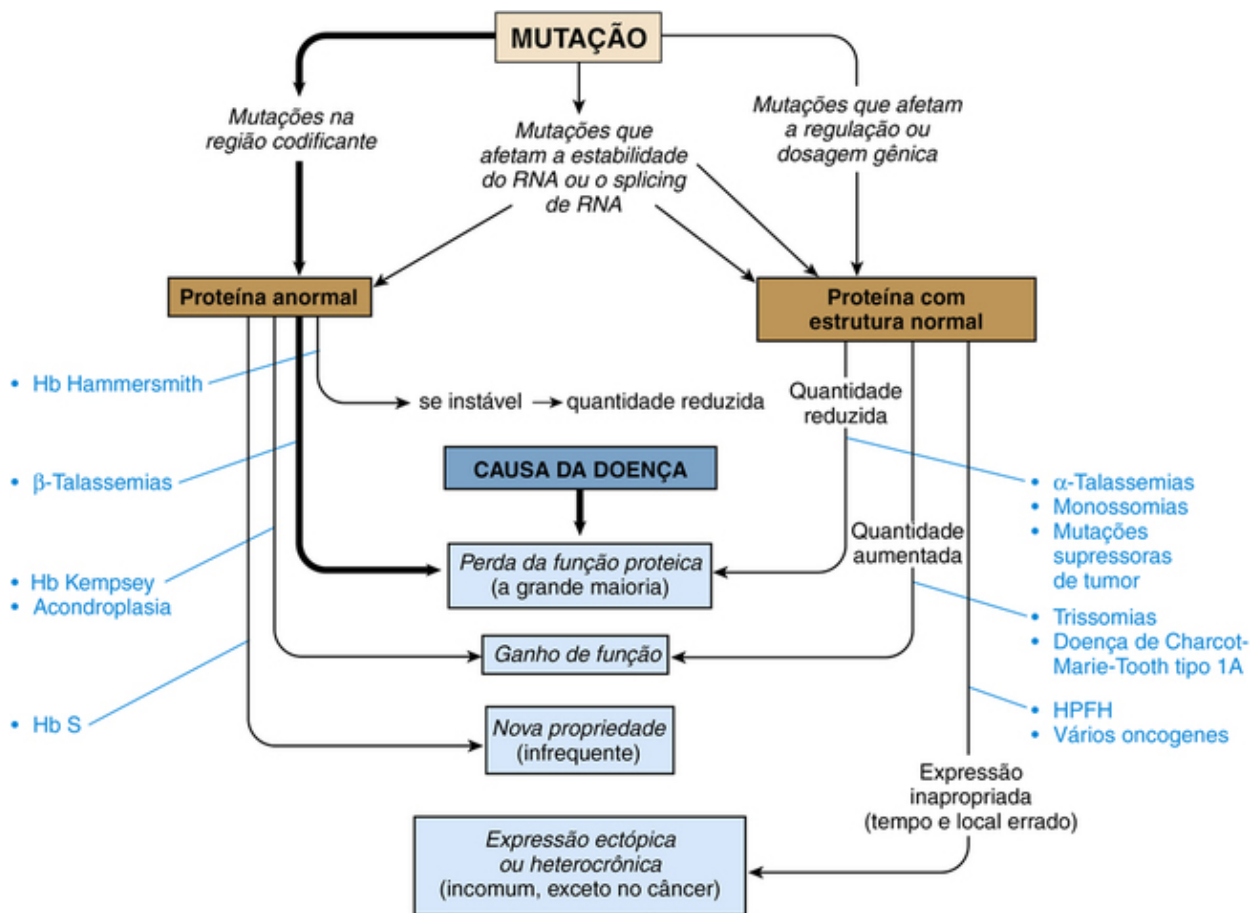 MUTAÇÃO
Mutações na
região codificante
Mutações que
afetam a estabilidade
do RNA ou o splicing
de RNA
Mutações que afetam
a regulação ou
dosagem gênica
Proteína anormal
Proteína com
estrutura normal
• Hb Hammersmith
se instável
quantidade reduzida
Quantidade
reduzida
• β-Talassemias
CAUSA DA DOENÇA
• α-Talassemias
• Monossomias
• Mutações
supressoras
de tumor
Quantidade
aumentada
• Hb Kempsey
• Acondroplasia
Perda da função proteica
(a grande maioria)
• Trissomias
• Doença de Charcot-
Marie-Tooth tipo 1A
Ganho de função
• Hb S
Nova propriedade
(infrequente)
• HPFH
• Vários oncogenes
Expressão
inapropriada
(tempo e local errado)
Expressão ectópica
ou heterocrônica
(incomum, exceto no câncer)